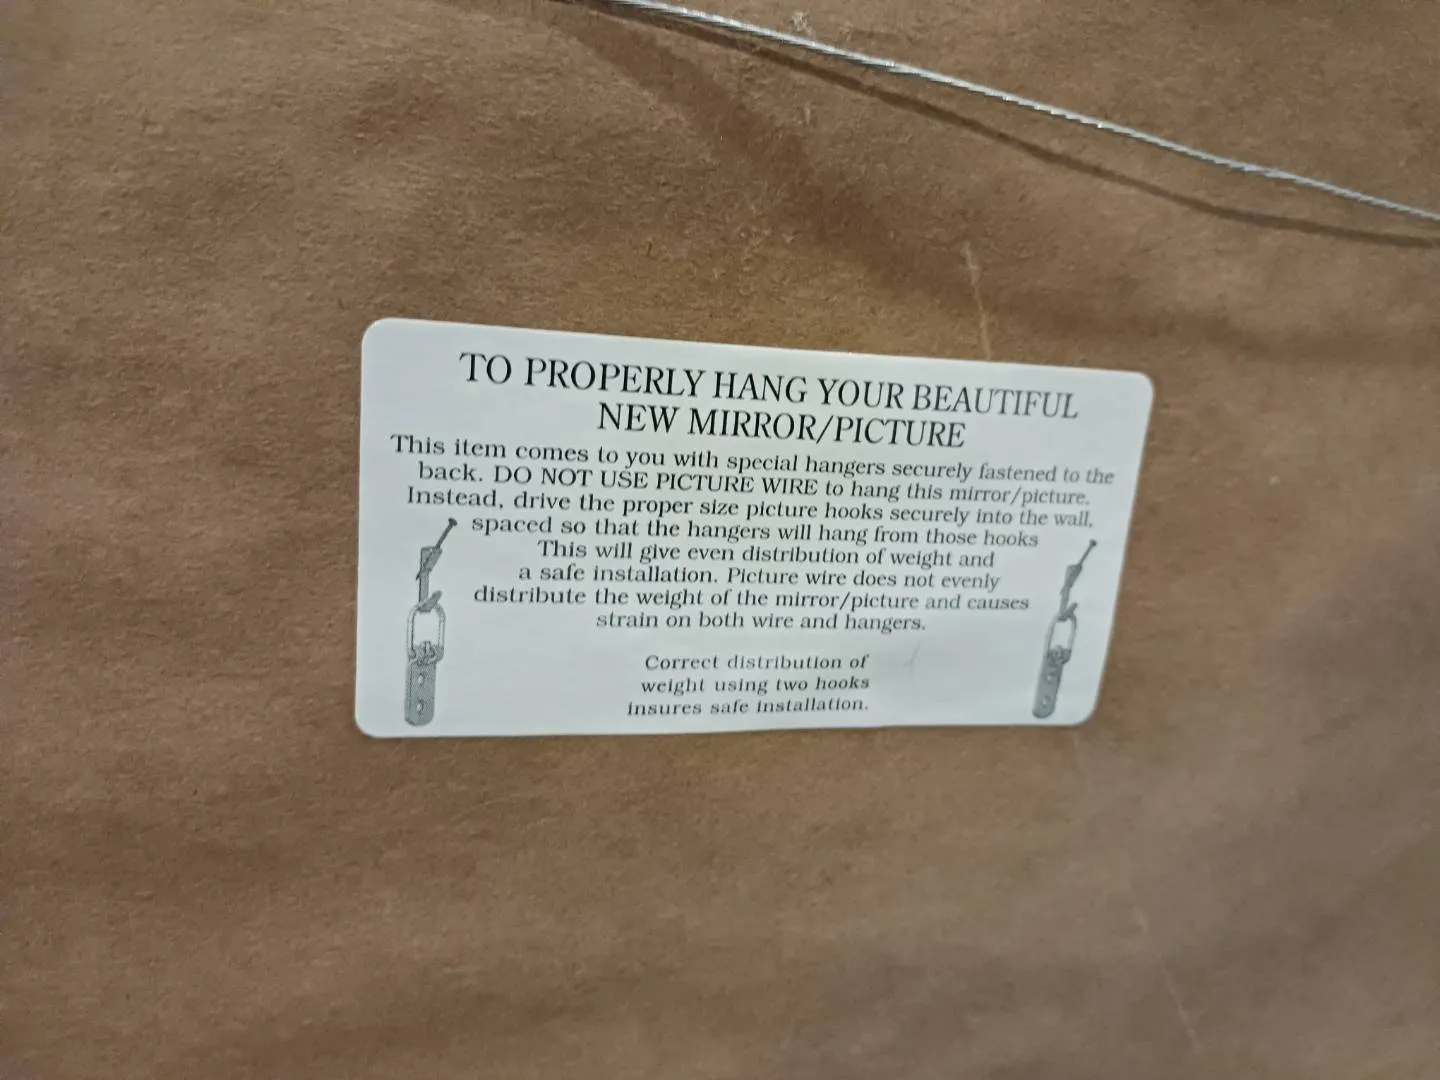 TO PROPERLY HANG YOUR BEAUTIFUL
NEW MIRROR/PICTURE
This item comes to you with special hangers securely fastened to the
back. DO NOT USE PICTURE WIRE to hang this mirror/picture.
Instead, drive the proper size picture hooks securely into the wall,
spaced so that the hangers will hang from those hooks
This will give even distribution of weight and
a safe installation. Picture wire does not evenly
distribute the weight of the mirror/picture and causes
strain on both wire and hangers.
Correct distribution of
weight using two hooks
insures safe installation.